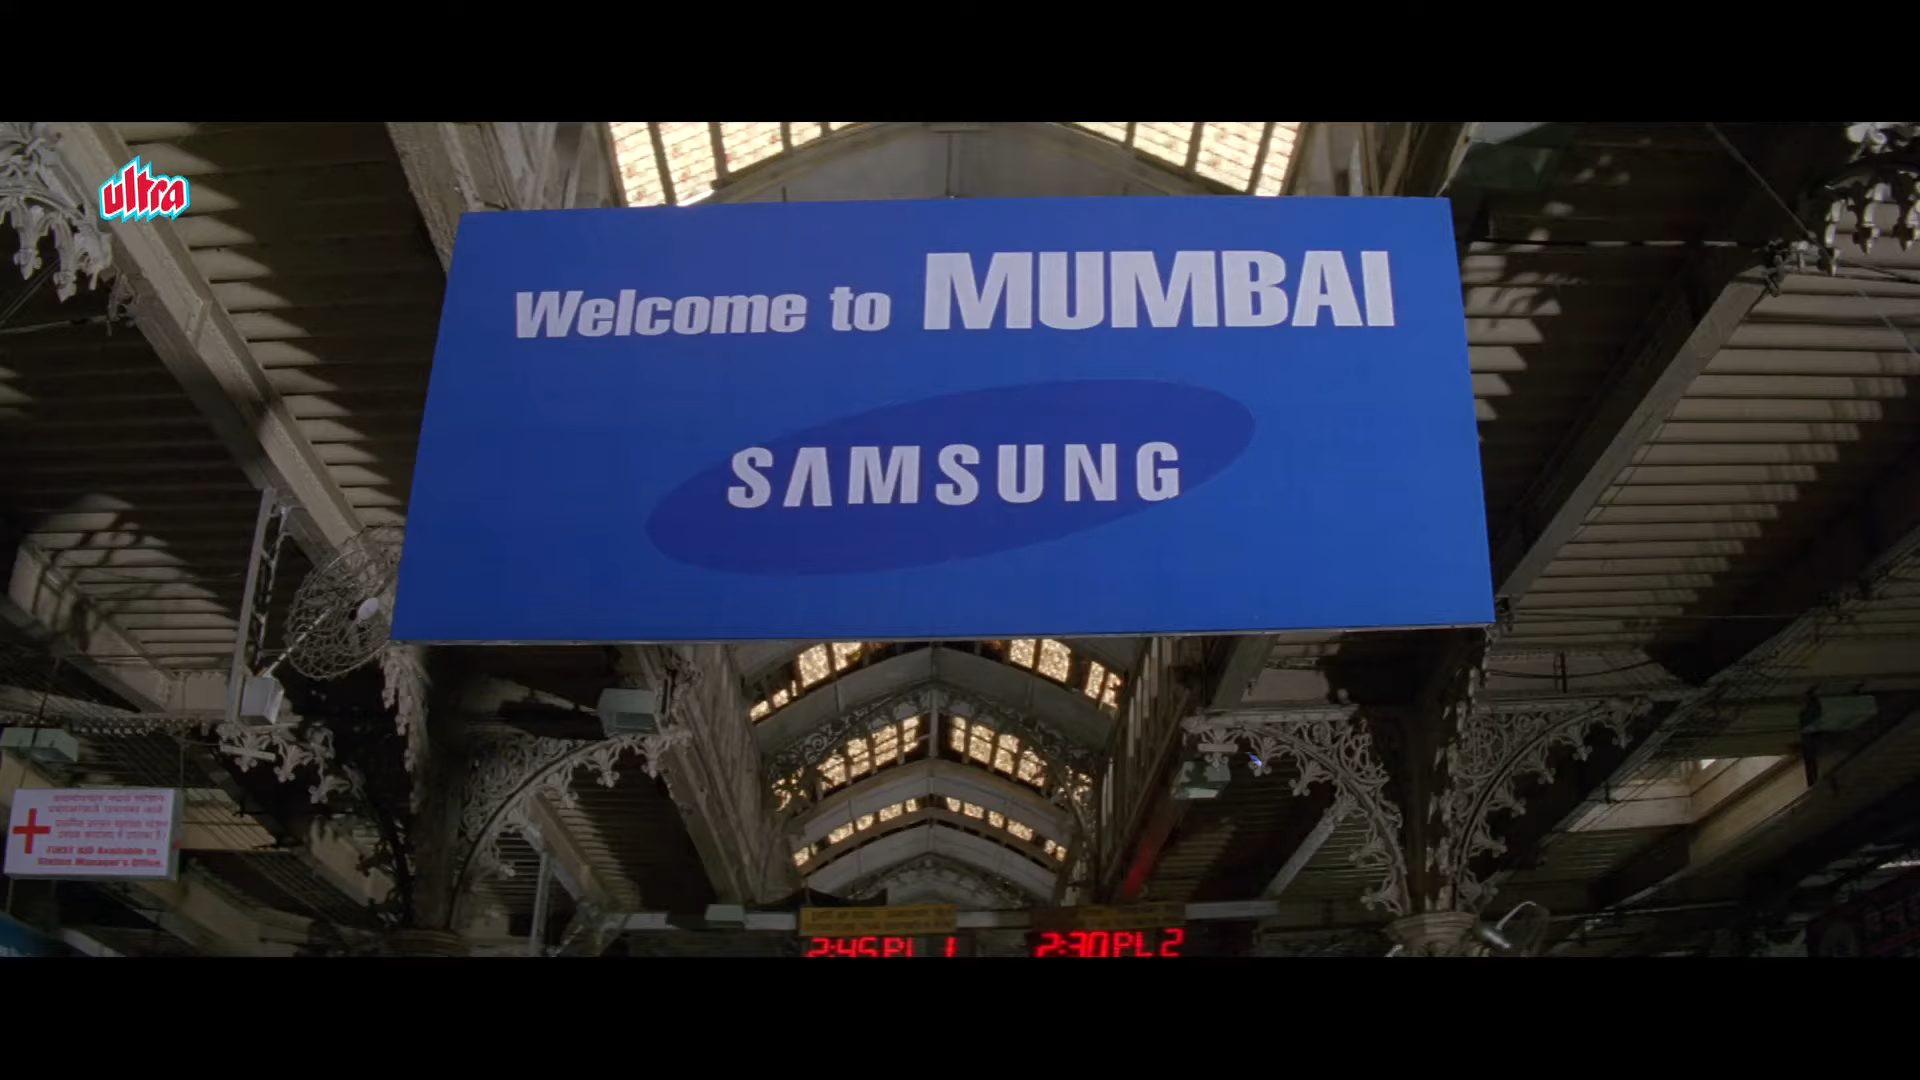 ultra
Welcome to MUMBAI
SAMSUNG
FIRST AID Available in
Station Manager's Office.
2:45 PL 1
2:30 PL 2